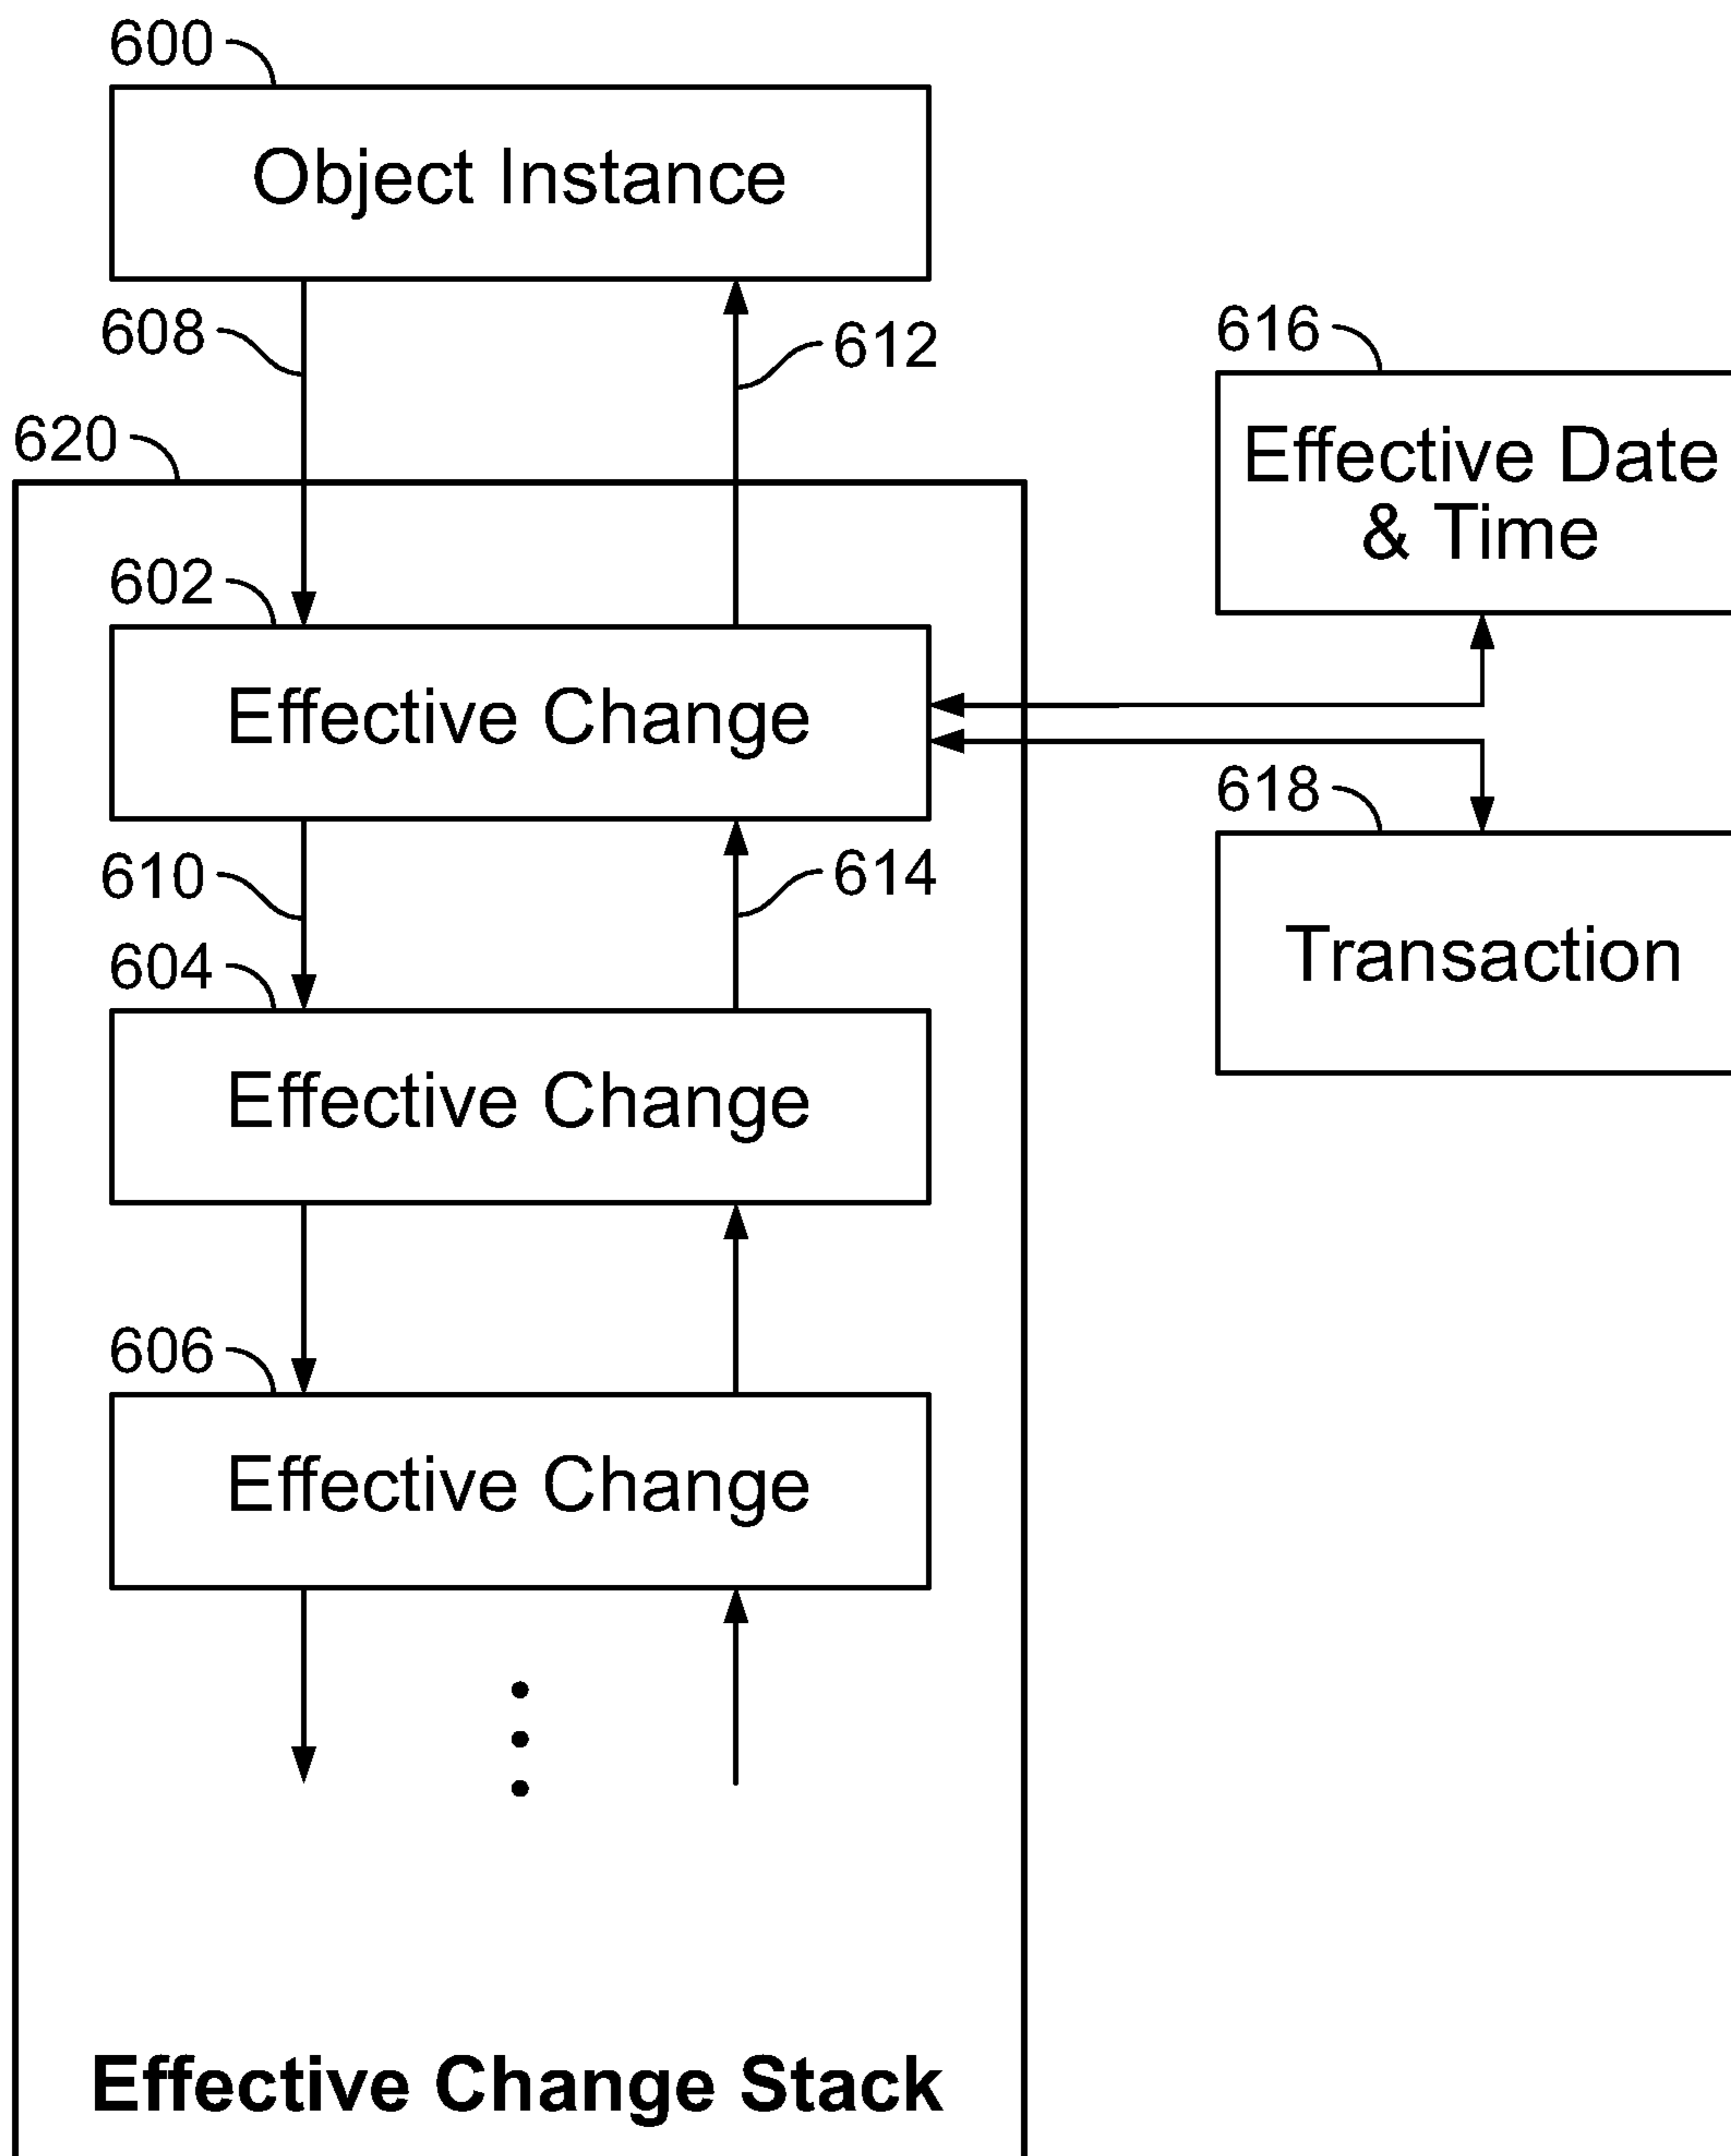 600
Object Instance
608
612
616
620
Effective Date
& Time
602
Effective Change
618
610
614
Transaction
604
Effective Change
606
Effective Change
Effective Change Stack